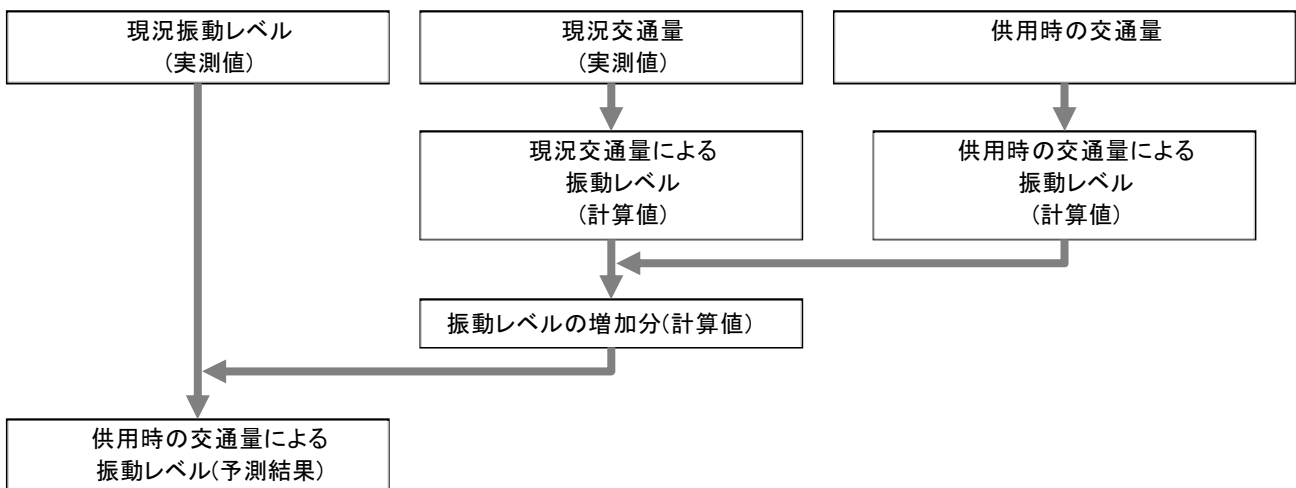 現況振動レベル
(実測値)
現況交通量
(実測値)
供用時の交通量
現況交通量による
振動レベル
(計算値)
供用時の交通量による
振動レベル
(計算値)
振動レベルの増加分(計算値)
供用時の交通量による
振動レベル(予測結果)